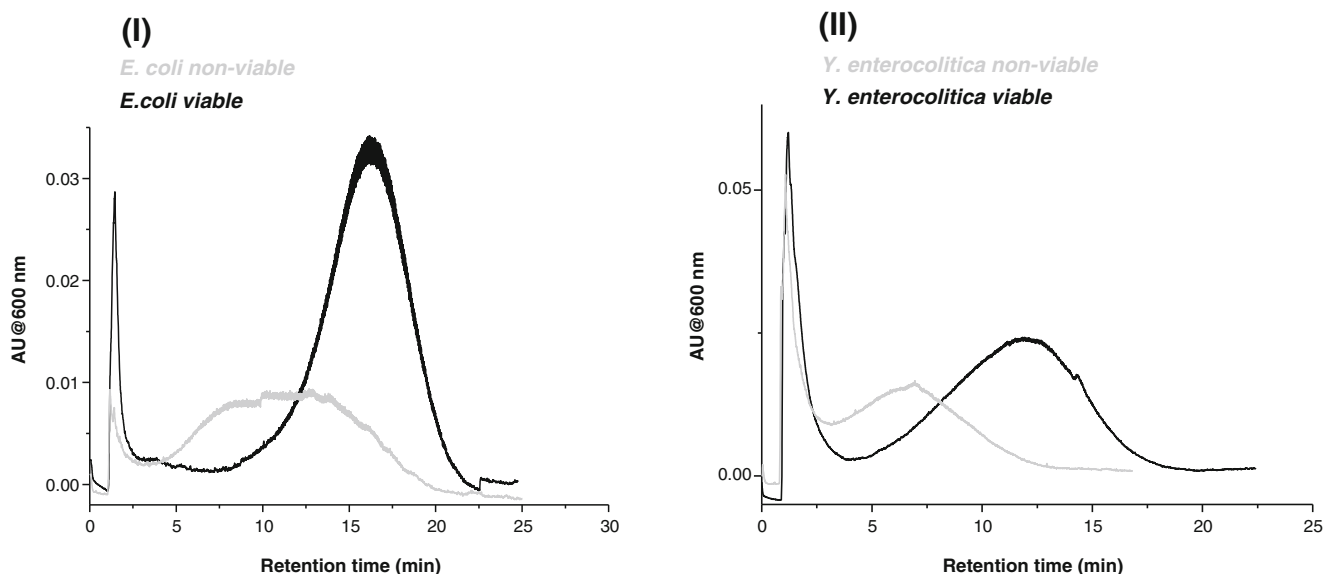 (I)
E. coli non-viable
E.coli viable
AU@600 nm
0.03
0.02
0.01
0.00
0 5 10 15 20 25 30
Retention time (min)
(II)
Y. enterocolitica non-viable
Y. enterocolitica viable
AU@600 nm
0.05
0.00
0 5 10 15 20 25
Retention time (min)